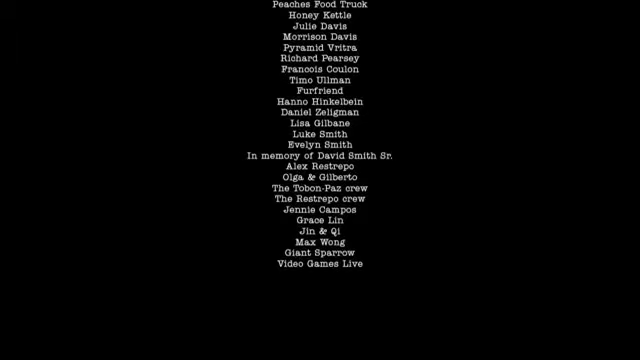 Peaches Food Truck
Honey Kettle
Julie Davis
Morrison Davis
Pyramid Vritra
Richard Pearsey
Francois Coulon
Timo Ullman
Furfriend
Hanno Hinkelbein
Daniel Zeligman
Lisa Gilbane
Luke Smith
Evelyn Smith
In memory of David Smith Sr.
Alex Restrepo
Olga & Gilberto
The Tobon-Paz crew
The Restrepo crew
Jennie Campos
Grace Lin
Jin & Qi
Max Wong
Giant Sparrow
Video Games Live